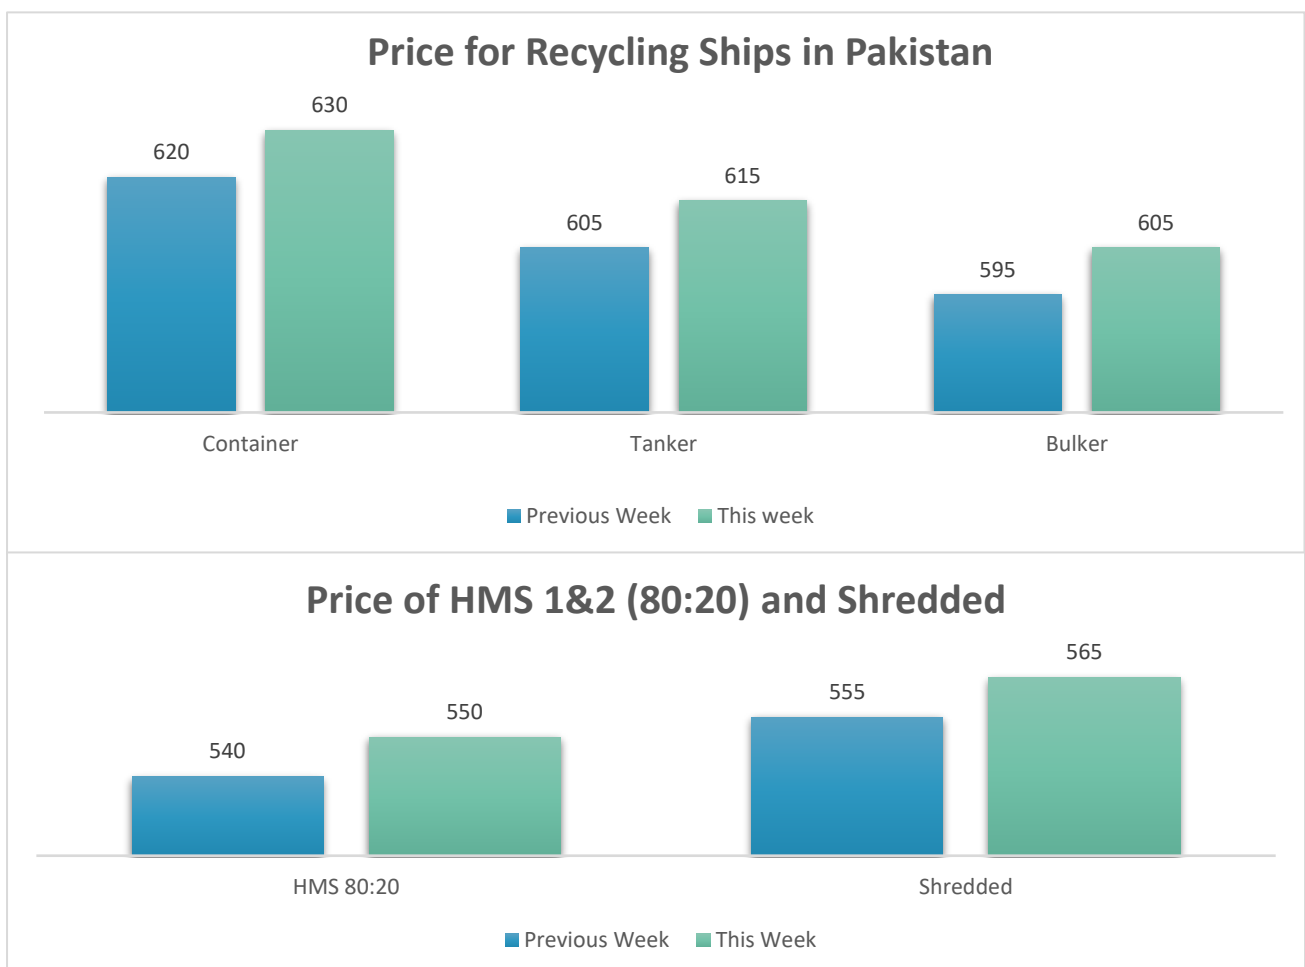 Price for Recycling Ships in Pakistan
630
620
615
605
605
595
Container Tanker Bulker
Previous Week This week
Price of HMS 1&2 (80:20) and Shredded
565
555
550
540
HMS 80:20 Shredded
Previous Week This Week